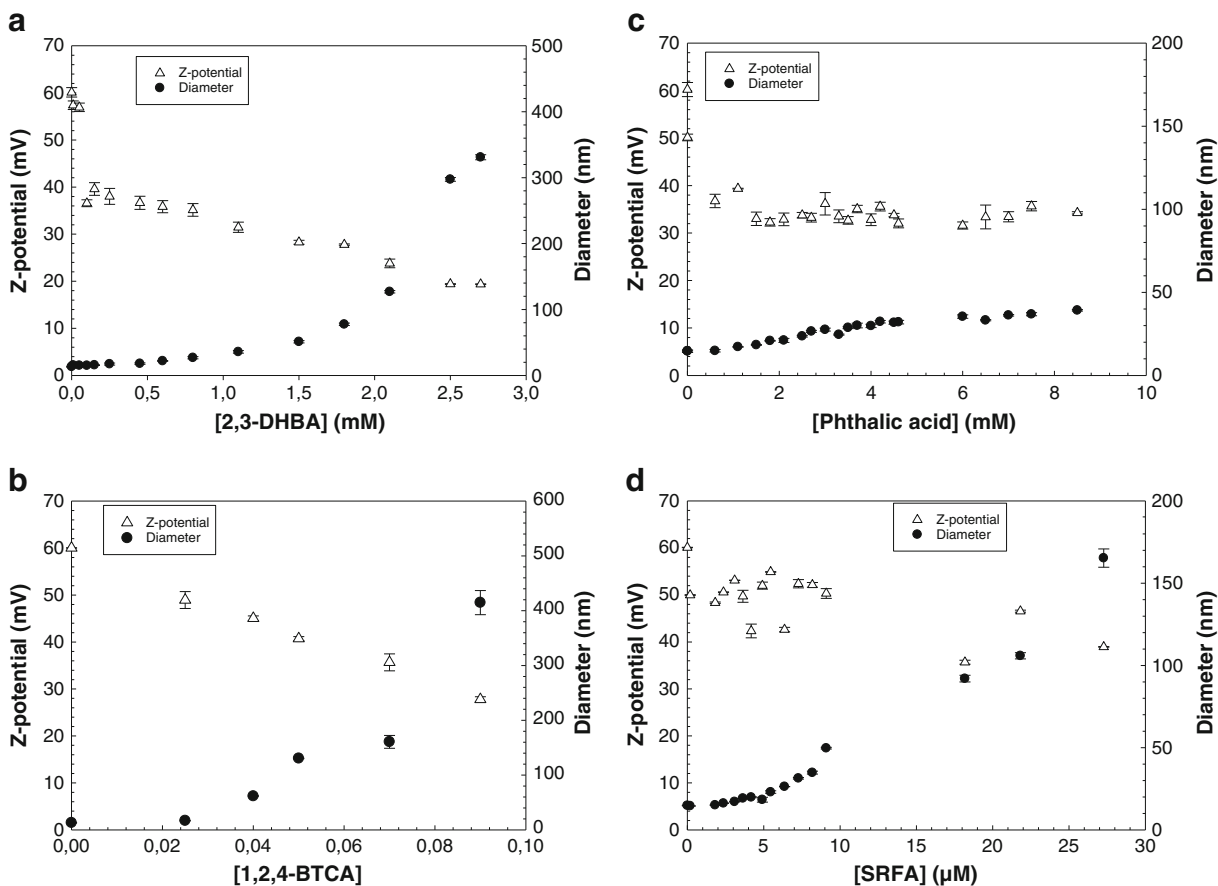 a
70
60
50
40
30
20
10
0
Z-potential (mV)
Z-potential
Diameter
500
400
300
200
100
0
Diameter (nm)
0,0 0,5 1,0 1,5 2,0 2,5 3,0
[2,3-DHBA] (mM)
c
70
60
50
40
30
20
10
0
Z-potential (mV)
Z-potential
Diameter
200
150
100
50
0
Diameter (nm)
0 2 4 6 8 10
[Phthalic acid] (mM)
b
70
60
50
40
30
20
10
0
Z-potential (mV)
Z-potential
Diameter
600
500
400
300
200
100
0
Diameter (nm)
0,00 0,02 0,04 0,06 0,08 0,10
[1,2,4-BTCA]
d
70
60
50
40
30
20
10
0
Z-potential (mV)
Z-potential
Diameter
200
150
100
50
0
Diameter (nm)
0 5 10 15 20 25 30
[SRFA] (µM)